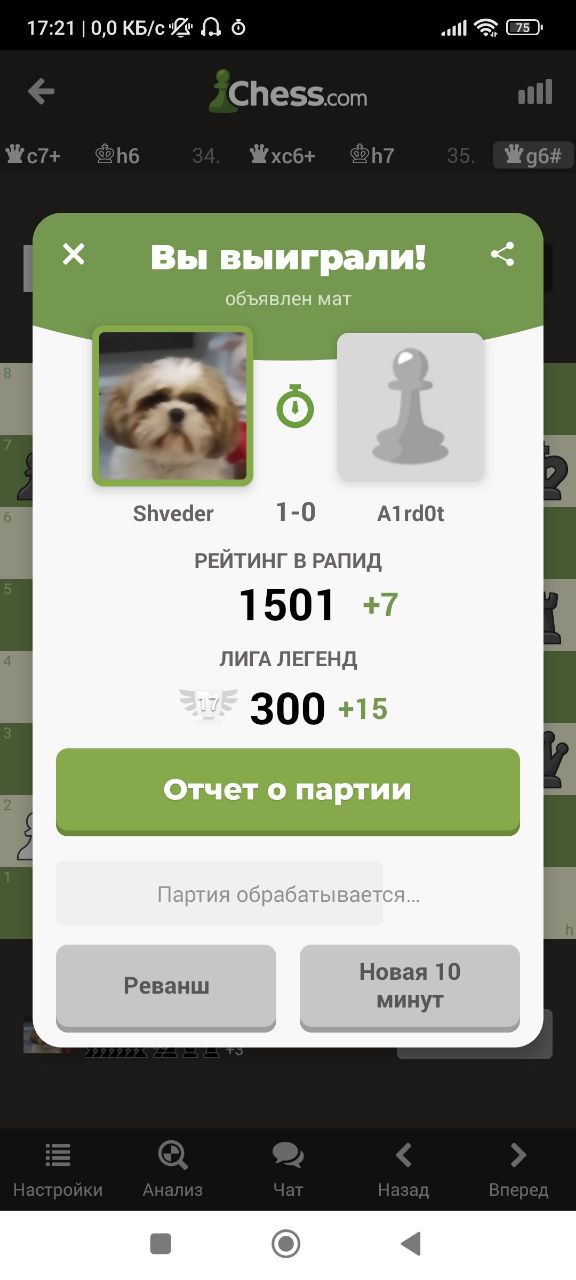 17:21 | 0,0 КБ/с
75
Chess.com
c7+ h6 34. xc6+ h7 35. g6#
Вы выиграли!
объявлен мат
8
7
6
5
4
3
2
1
h
Shveder 1-0 A1rd0t
РЕЙТИНГ В РАПИД
1501 +7
ЛИГА ЛЕГЕНД
17 300 +15
Отчет о партии
Партия обрабатывается...
Реванш
Новая 10
минут
+3
Настройки Анализ Чат Назад Вперед